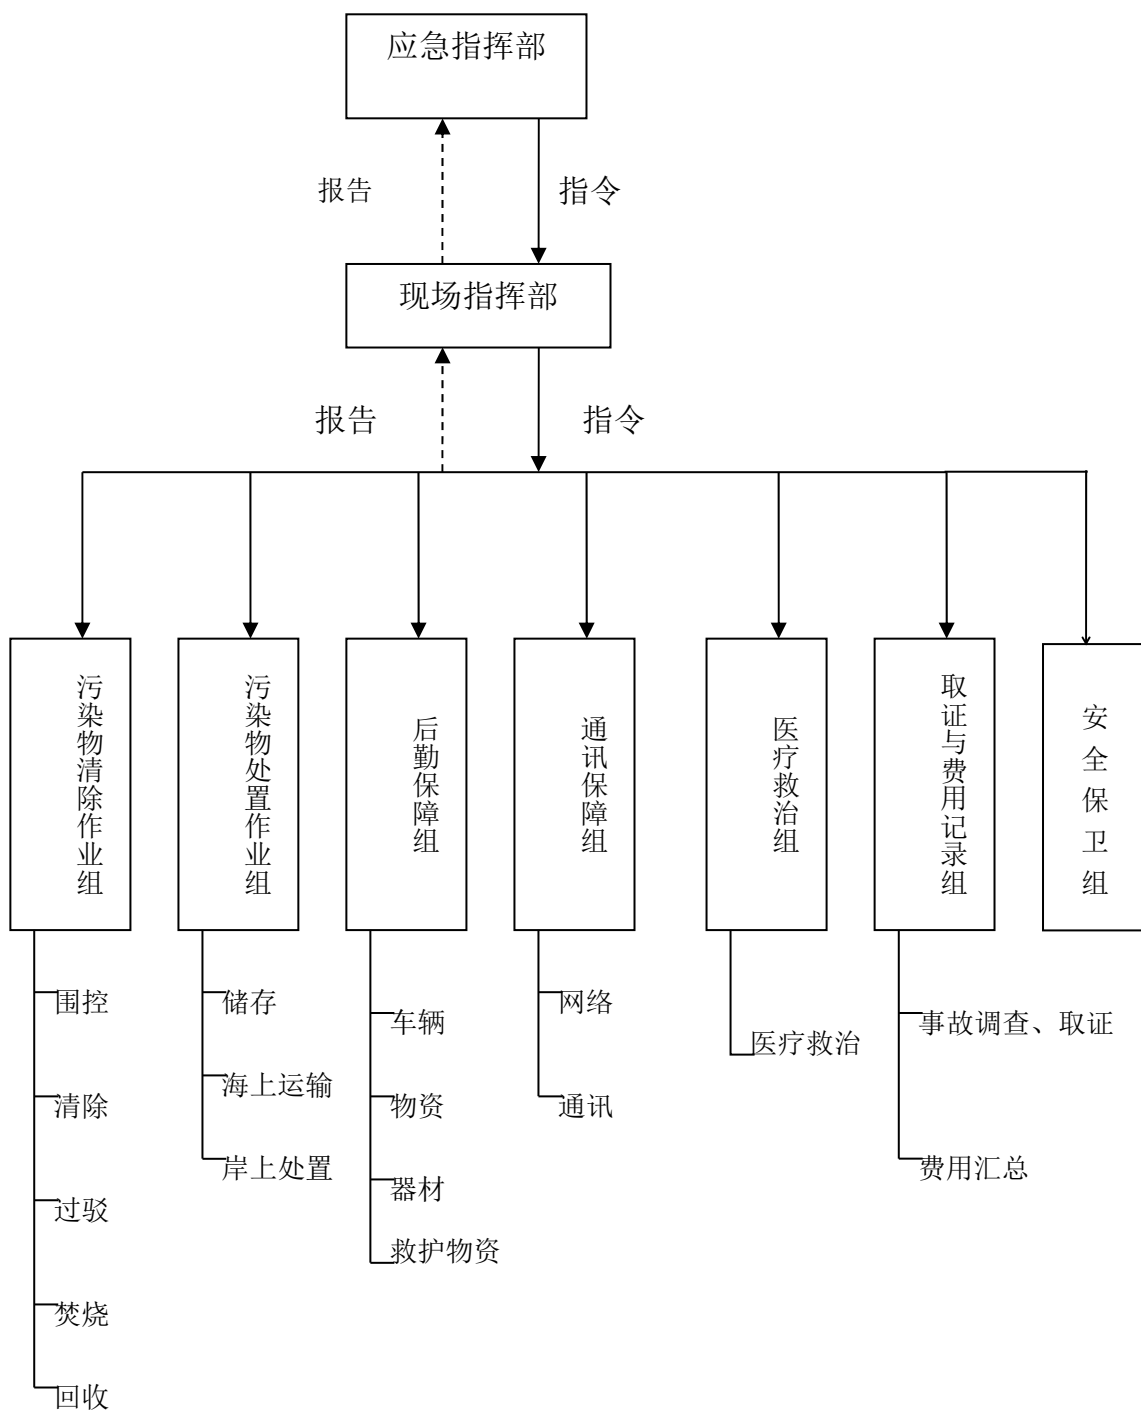 应急指挥部
报告
指令
现场指挥部
报告
指令
污染物清除作业组
污染物处置作业组
后勤保障组
通讯保障组
医疗救治组
取证与费用记录组
安全保卫组
围控
清除
过驳
焚烧
回收
储存
海上运输
岸上处置
车辆
物资
器材
救护物资
网络
通讯
医疗救治
事故调查、取证
费用汇总